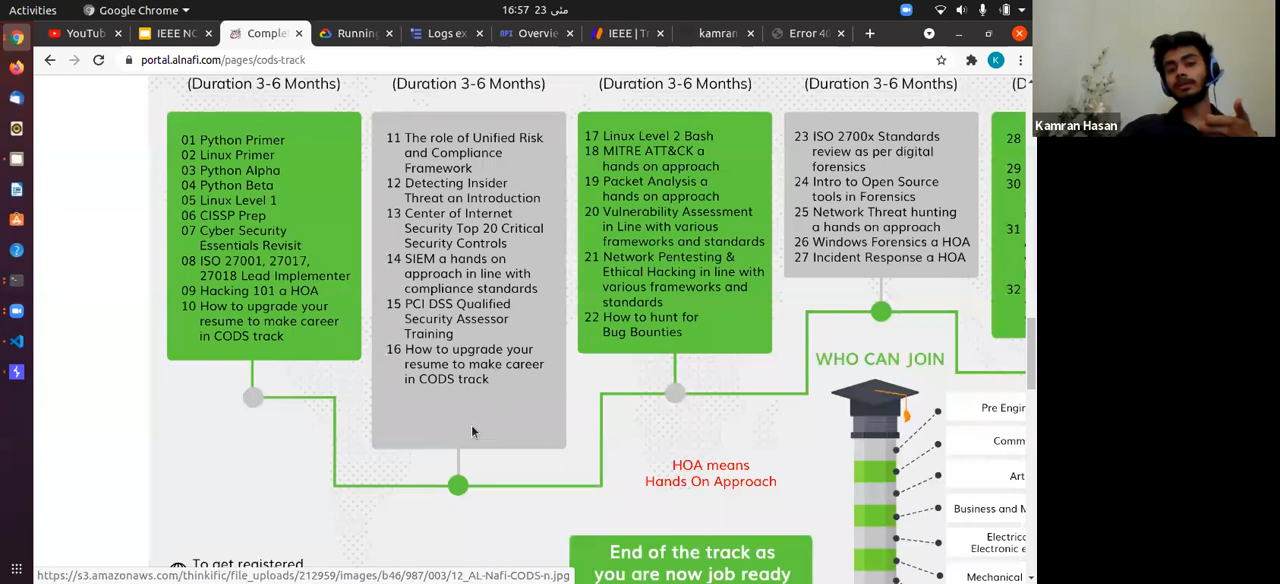 Activities
Google Chrome
16:57 23 مئی
YouTub
IEEE NC
Comple
Running
Logs ex
API Overvie
IEEE | Tr
kamran
Error 40
portal.alnafi.com/pages/cods-track
K
(Duration 3-6 Months)
(Duration 3-6 Months)
(Duration 3-6 Months)
(Duration 3-6 Months)
(D
01 Python Primer
02 Linux Primer
03 Python Alpha
04 Python Beta
05 Linux Level 1
06 CISSP Prep
07 Cyber Security
Essentials Revisit
08 ISO 27001, 27017,
27018 Lead Implementer
09 Hacking 101 a HOA
10 How to upgrade your
resume to make career
in CODS track
11 The role of Unified Risk
and Compliance
Framework
12 Detecting Insider
Threat an Introduction
13 Center of Internet
Security Top 20 Critical
Security Controls
14 SIEM a hands on
approach in line with
compliance standards
15 PCI DSS Qualified
Security Assessor
Training
16 How to upgrade your
resume to make career
in CODS track
17 Linux Level 2 Bash
18 MITRE ATT&CK a
hands on approach
19 Packet Analysis a
hands on approach
20 Vulnerability Assessment
in Line with various
frameworks and standards
21 Network Pentesting &
Ethical Hacking in line with
various frameworks and
standards
22 How to hunt for
Bug Bounties
23 ISO 2700x Standards
review as per digital
forensics
24 Intro to Open Source
tools in Forensics
25 Network Threat hunting
a hands on approach
26 Windows Forensics a HOA
27 Incident Response a HOA
28
29
30
31
32
WHO CAN JOIN
Pre Engin
Comm
Art
Business and M
Electrica
Electronic e
Mechanical
HOA means
Hands On Approach
End of the track as
you are now job ready
To get registered
https://s3.amazonaws.com/thinkific/file_uploads/212959/images/b46/987/003/12_AL-Nafi-CODS-n.jpg
Kamran Hasan